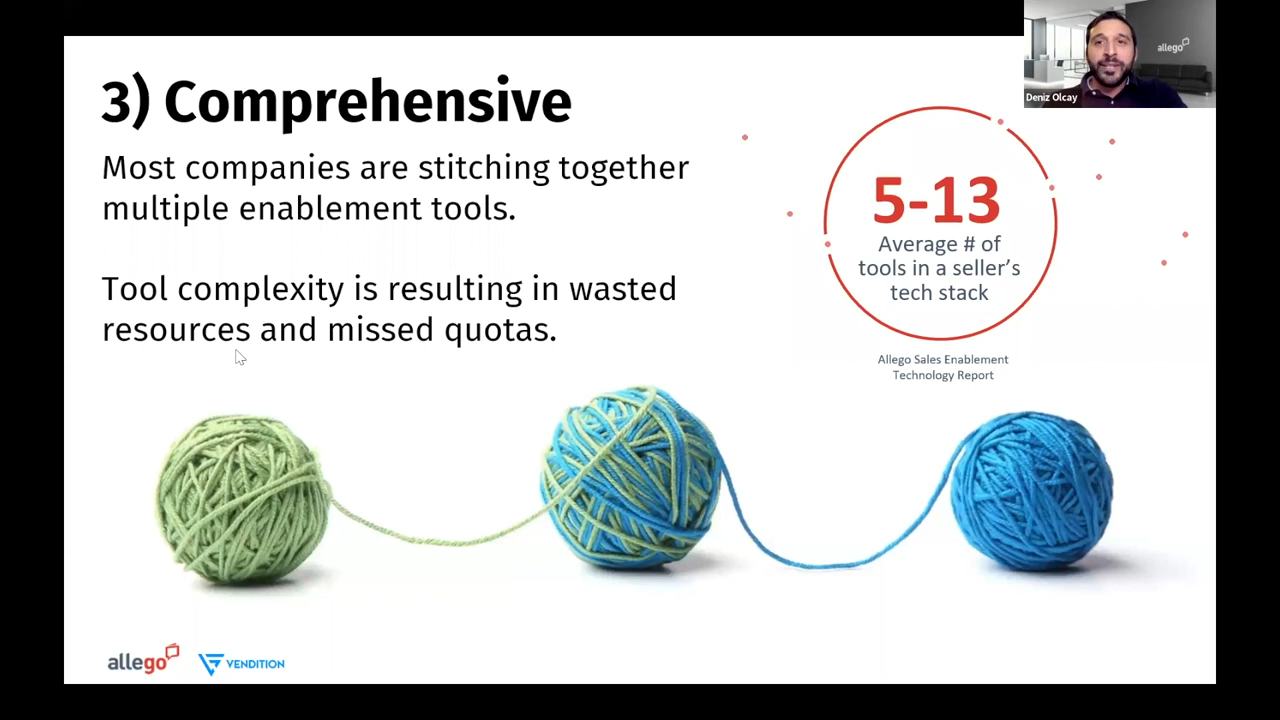 3) Comprehensive
Most companies are stitching together
multiple enablement tools.
Tool complexity is resulting in wasted
resources and missed quotas.
allego
Deniz Olcay
5-13
Average # of
tools in a seller's
tech stack
Allego Sales Enablement
Technology Report
allego
VENDITION